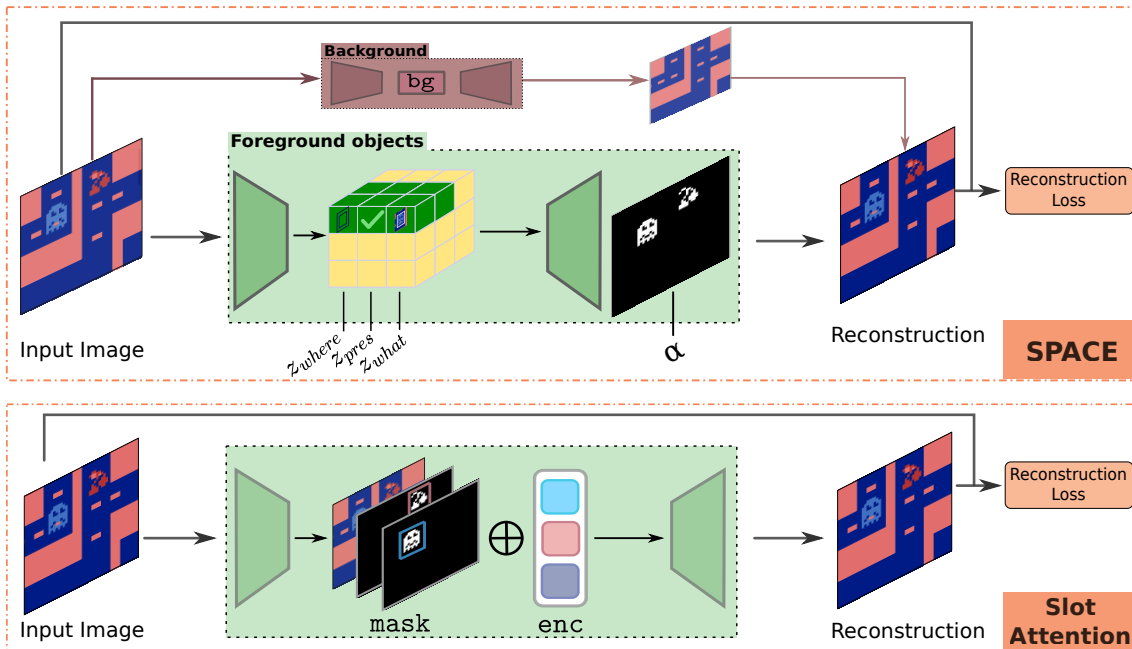 Background
bg
Foreground objects
Reconstruction
Loss
z_where
z_pres
z_what
α
Input Image
Reconstruction
SPACE
Reconstruction
Loss
mask
enc
Input Image
Reconstruction
Slot
Attention